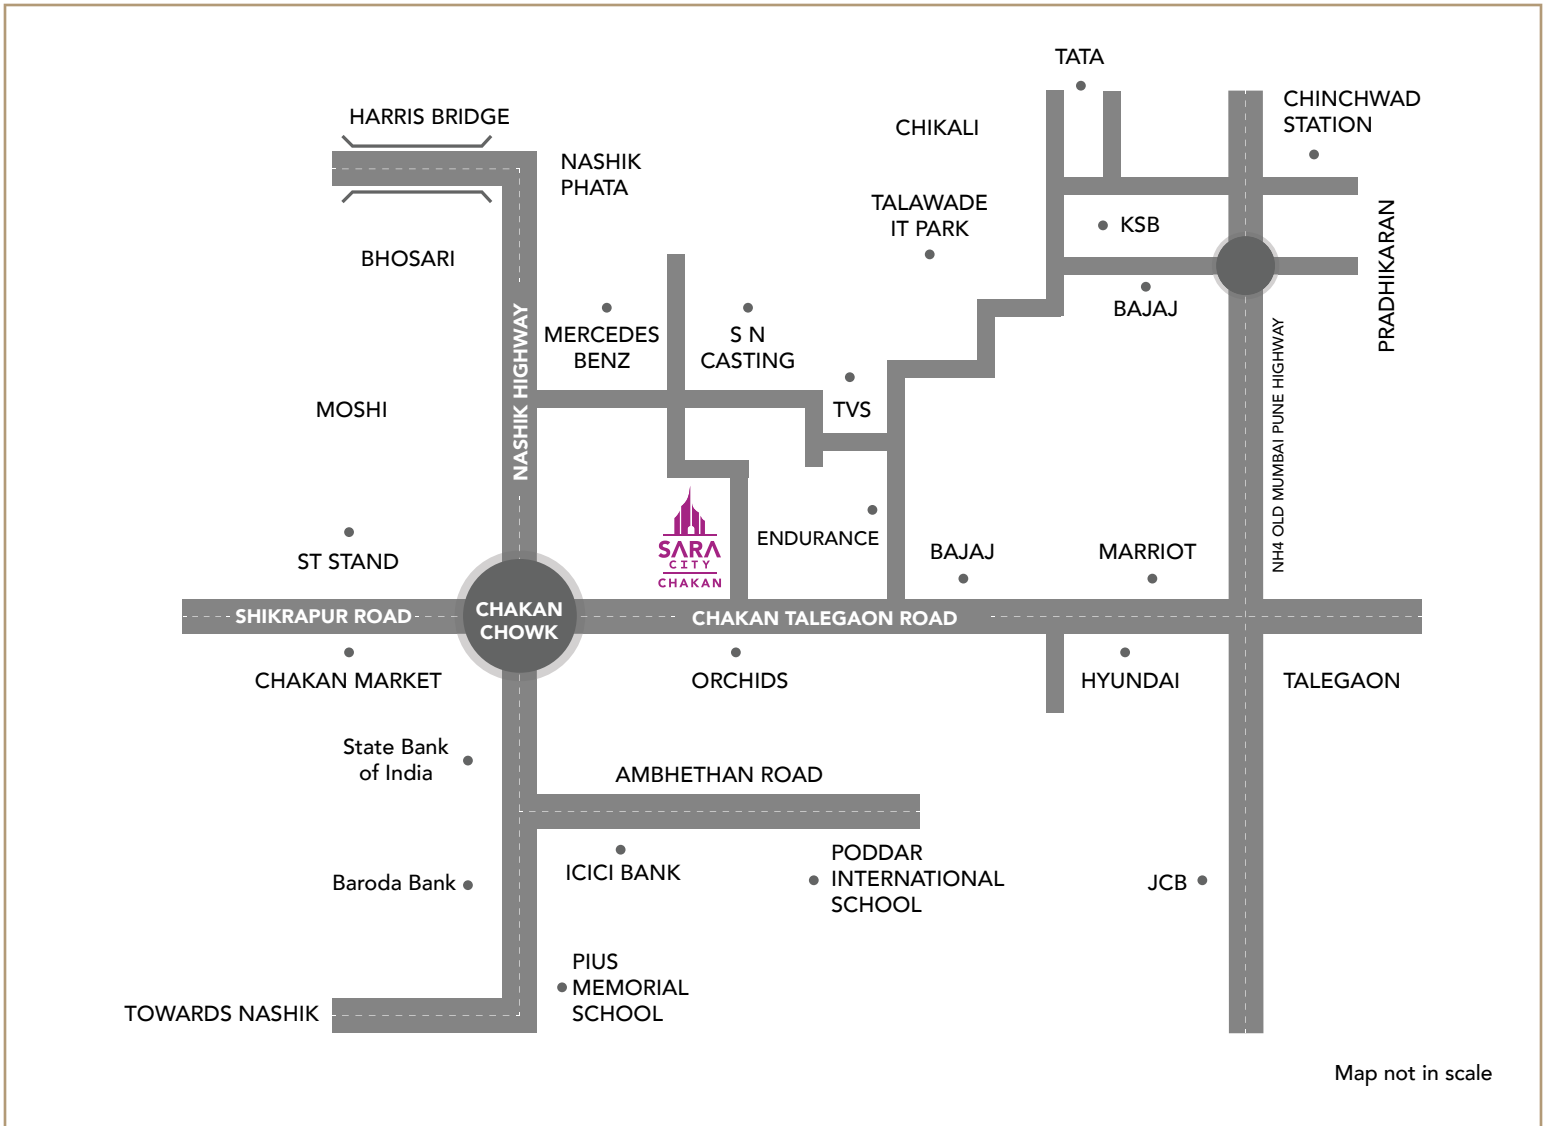 TATA
CHINCHWAD
STATION
HARRIS BRIDGE
CHIKALI
NASHIK
PHATA
TALAWADE
IT PARK
KSB
PRADHIKARAN
BHOSARI
BAJAJ
MERCEDES
BENZ
S N
CASTING
NASHIK HIGHWAY
NH4 OLD MUMBAI PUNE HIGHWAY
MOSHI
TVS
SARA
CITY
CHAKAN
ENDURANCE
ST STAND
BAJAJ
MARRIOT
SHIKRAPUR ROAD
CHAKAN
CHOWK
CHAKAN TALEGAON ROAD
CHAKAN MARKET
ORCHIDS
HYUNDAI
TALEGAON
State Bank
of India
AMBHETHAN ROAD
ICICI BANK
PODDAR
INTERNATIONAL
SCHOOL
Baroda Bank
JCB
PIUS
MEMORIAL
SCHOOL
TOWARDS NASHIK
Map not in scale